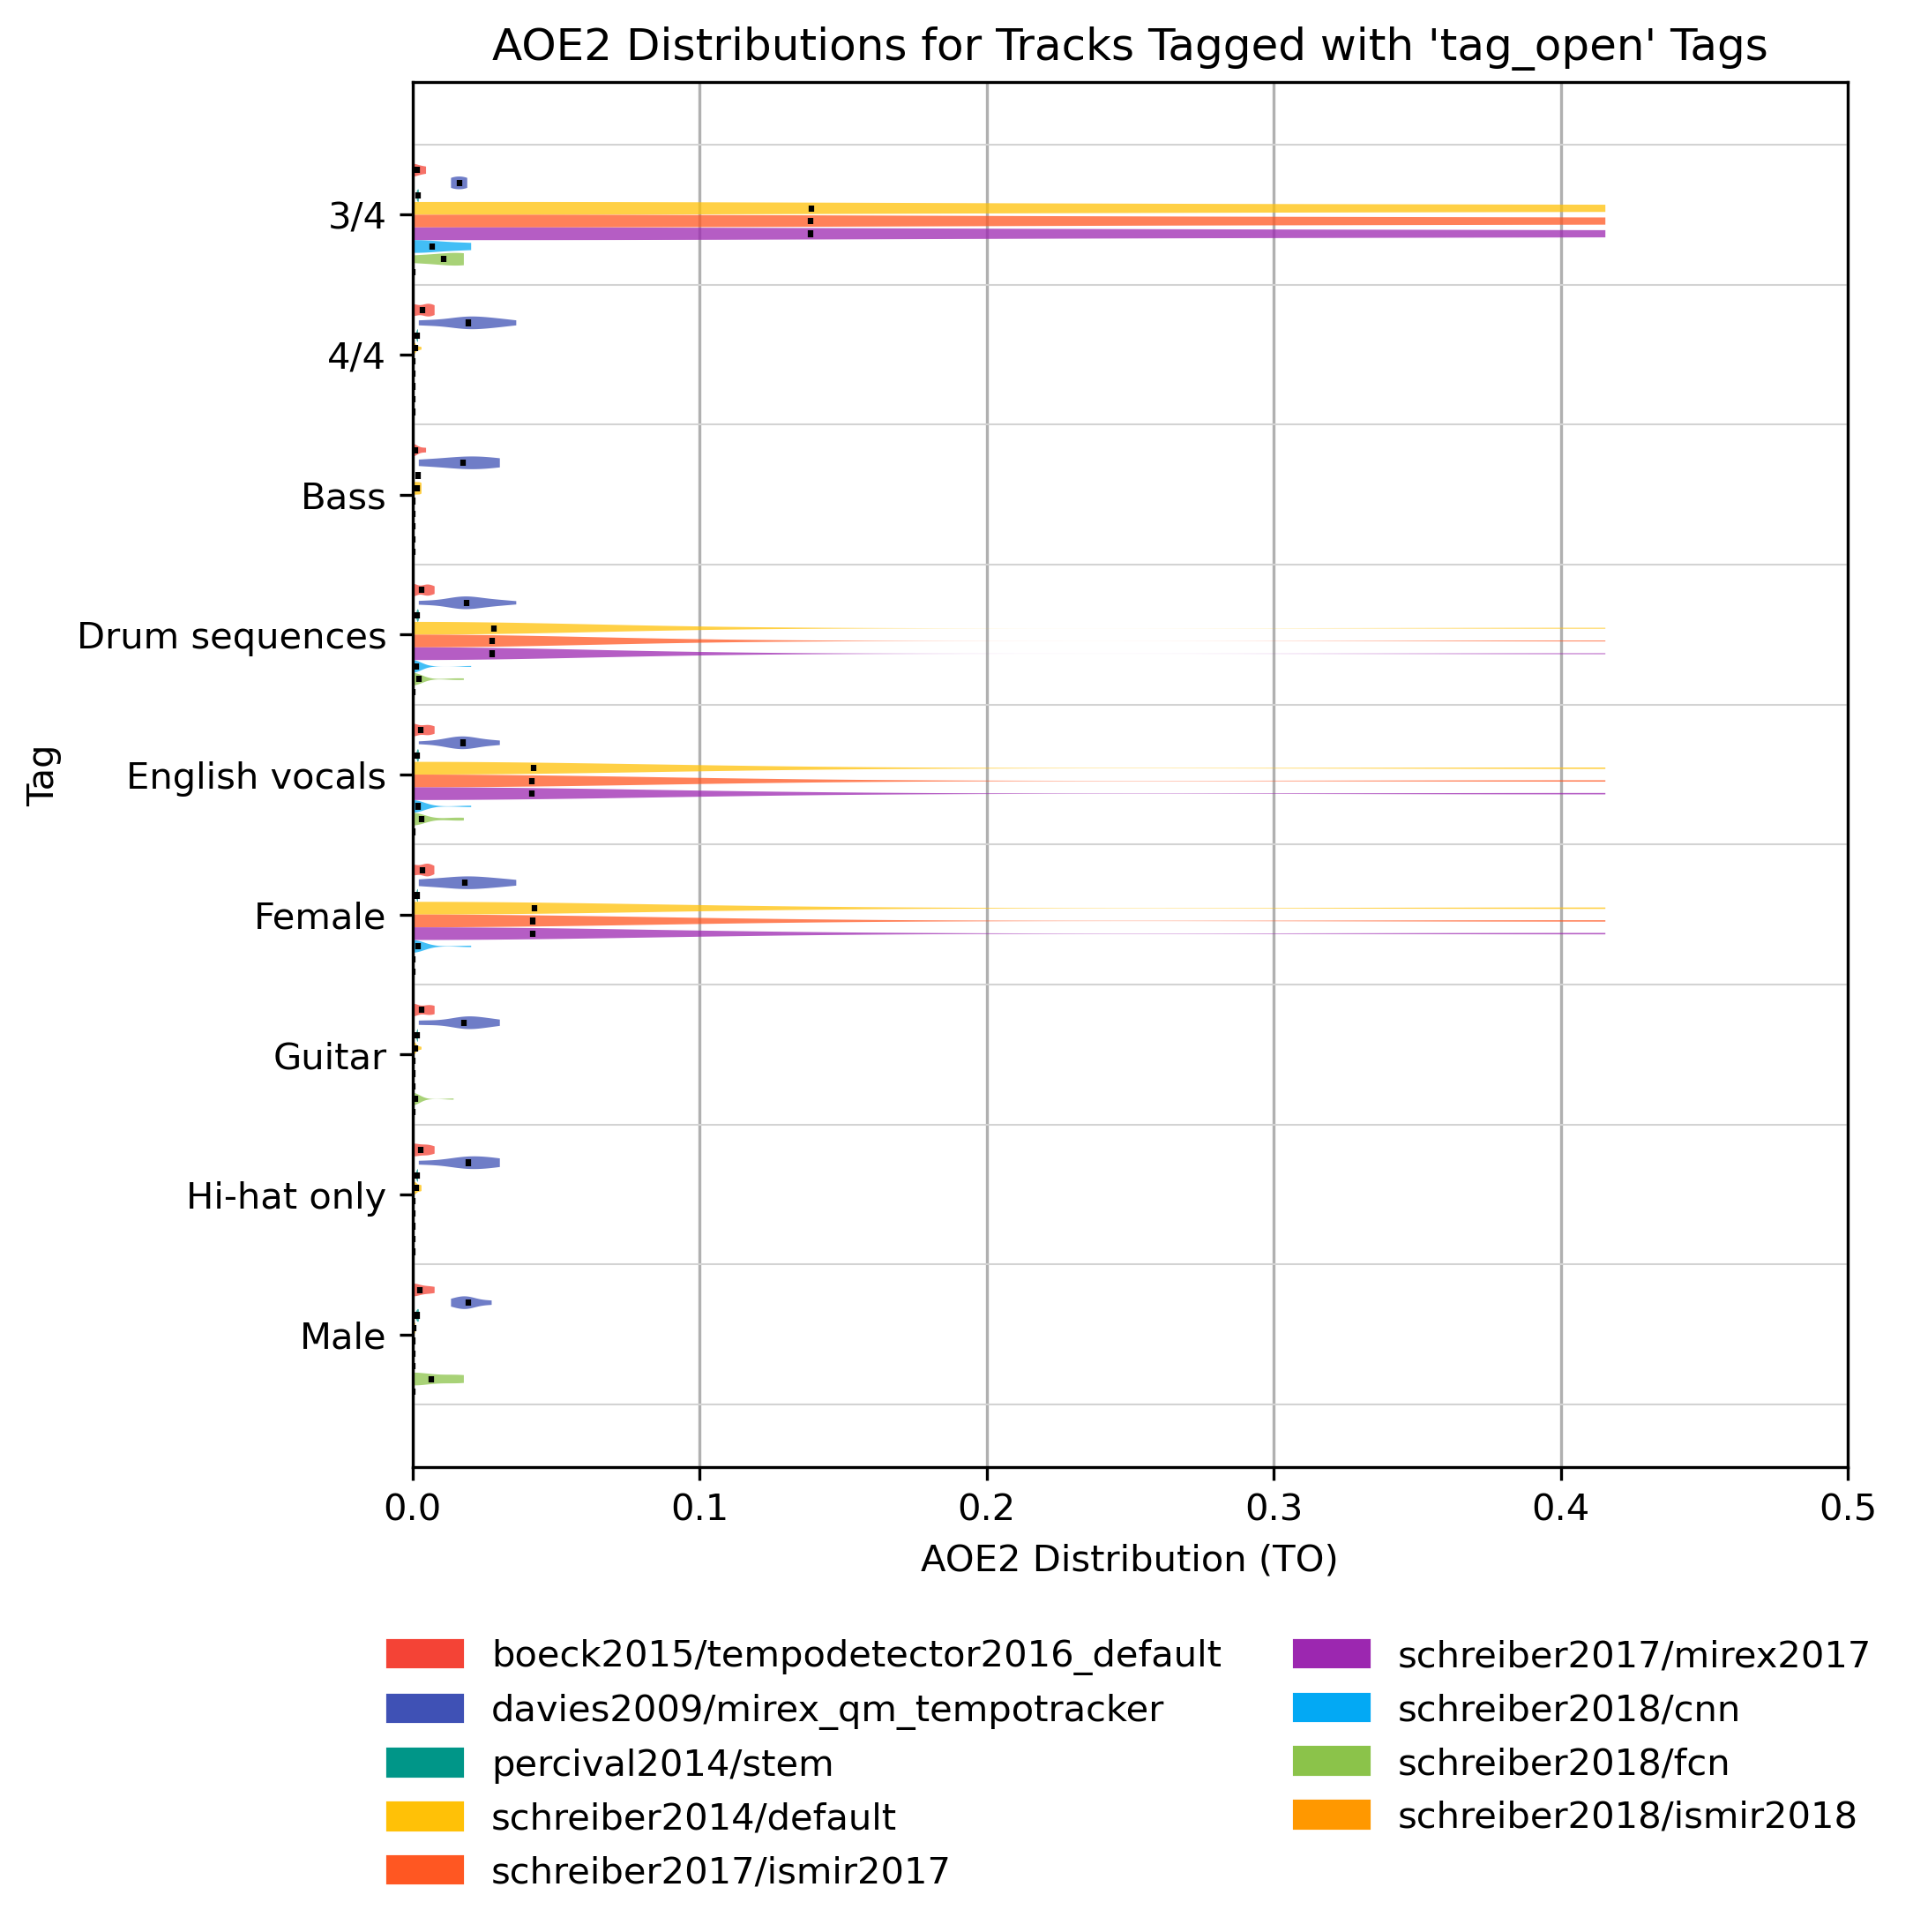 AOE2 Distributions for Tracks Tagged with 'tag_open' Tags
3/4
4/4
Bass
Drum sequences
English vocals
Female
Guitar
Hi-hat only
Male
Tag
0.0 0.1 0.2 0.3 0.4 0.5
AOE2 Distribution (TO)
boeck2015/tempodetector2016_default
davies2009/mirex_qm_tempotracker
percival2014/stem
schreiber2014/default
schreiber2017/ismir2017
schreiber2017/mirex2017
schreiber2018/cnn
schreiber2018/fcn
schreiber2018/ismir2018